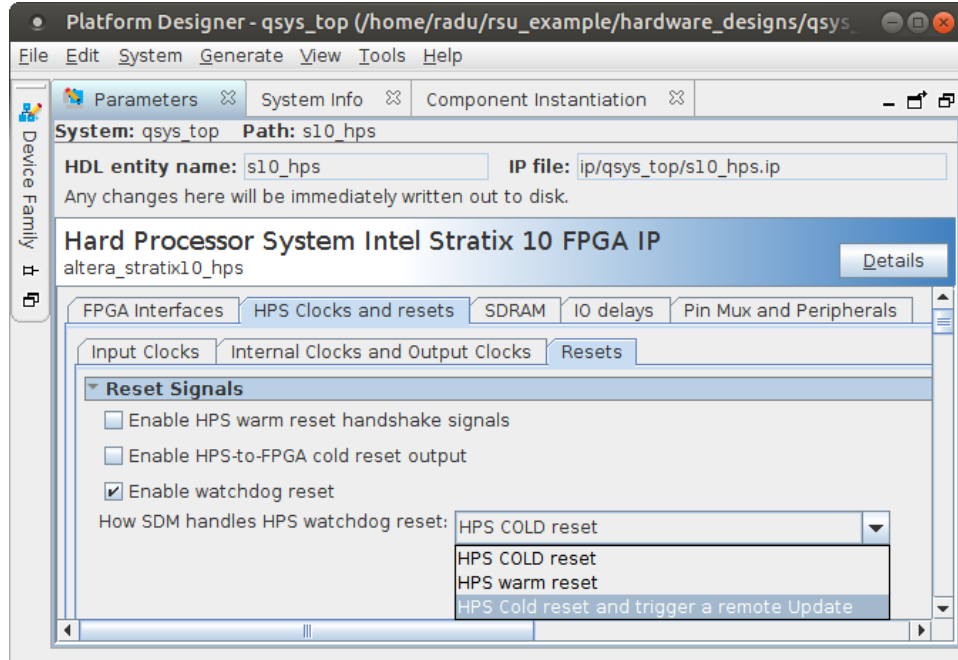 Platform Designer - qsys_top (/home/radu/rsu_example/hardware_designs/qsys_
File Edit System Generate View Tools Help
Device Family
Parameters System Info Component Instantiation
System: qsys_top Path: s10_hps
HDL entity name: s10_hps IP file: ip/qsys_top/s10_hps.ip
Any changes here will be immediately written out to disk.
Hard Processor System Intel Stratix 10 FPGA IP
altera_stratix10_hps
Details
FPGA Interfaces HPS Clocks and resets SDRAM IO delays Pin Mux and Peripherals
Input Clocks Internal Clocks and Output Clocks Resets
Reset Signals
Enable HPS warm reset handshake signals
Enable HPS-to-FPGA cold reset output
Enable watchdog reset
How SDM handles HPS watchdog reset: HPS COLD reset
HPS COLD reset
HPS warm reset
HPS Cold reset and trigger a remote Update